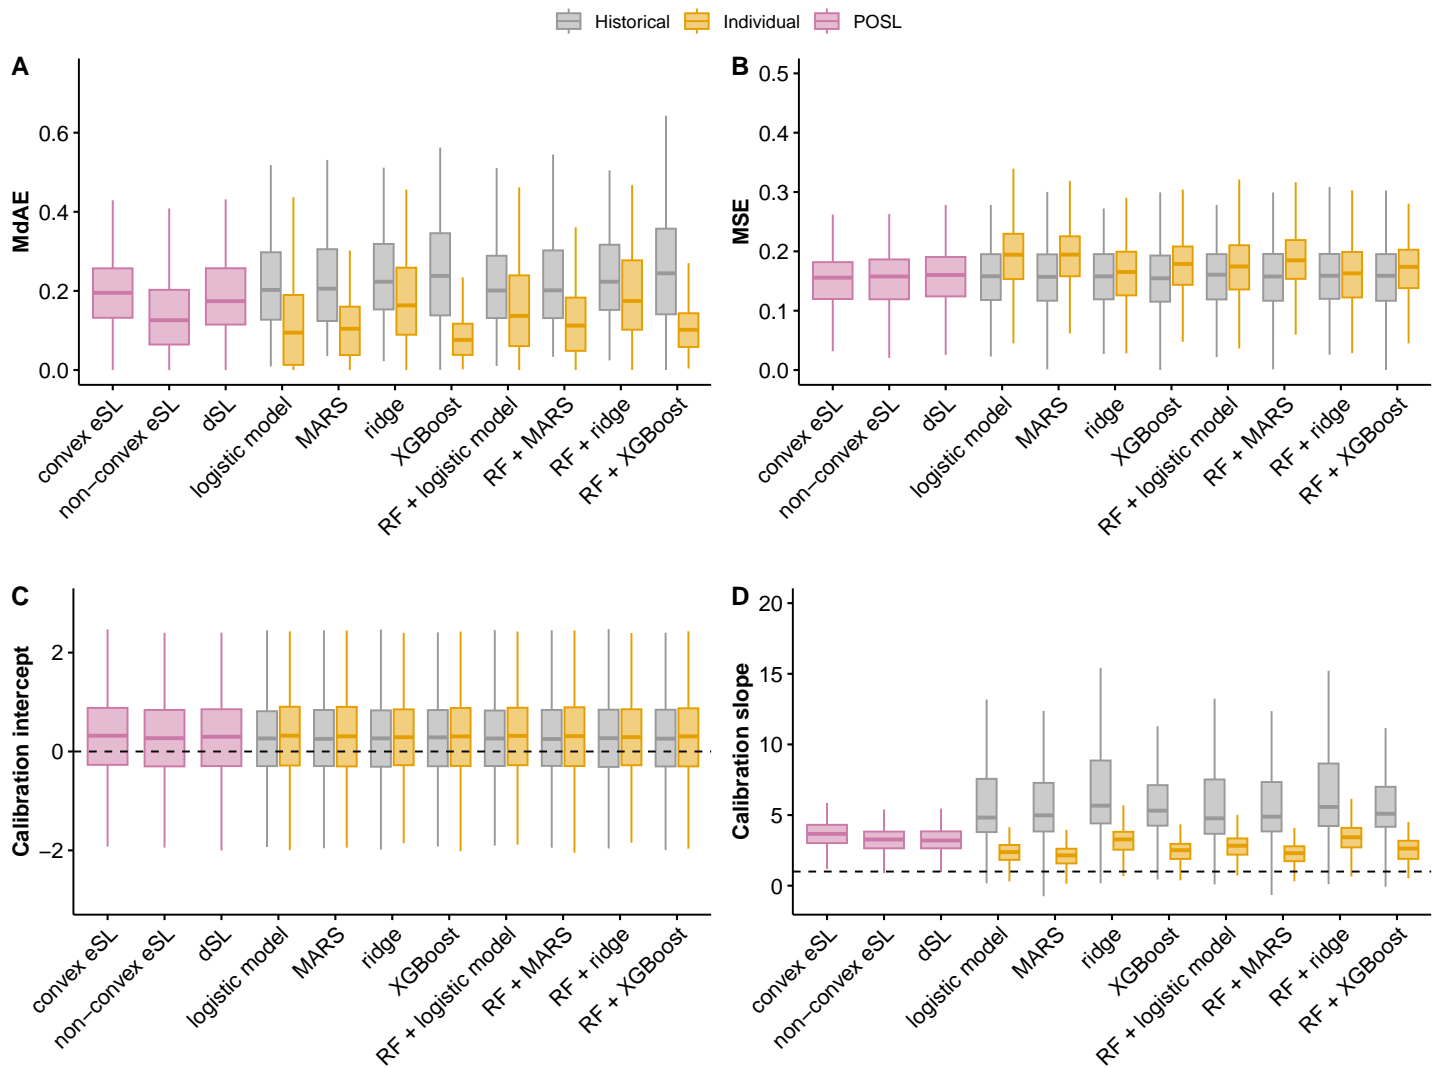 Historical Individual POSL
A
MdAE
0.6
0.4
0.2
0.0
convex eSL
non−convex eSL
dSL
logistic model
MARS
ridge
XGBoost
RF + logistic model
RF + MARS
RF + ridge
RF + XGBoost
B
MSE
0.5
0.4
0.3
0.2
0.1
0.0
convex eSL
non−convex eSL
dSL
logistic model
MARS
ridge
XGBoost
RF + logistic model
RF + MARS
RF + ridge
RF + XGBoost
C
Calibration intercept
2
0
−2
convex eSL
non−convex eSL
dSL
logistic model
MARS
ridge
XGBoost
RF + logistic model
RF + MARS
RF + ridge
RF + XGBoost
D
Calibration slope
20
15
10
5
0
convex eSL
non−convex eSL
dSL
logistic model
MARS
ridge
XGBoost
RF + logistic model
RF + MARS
RF + ridge
RF + XGBoost